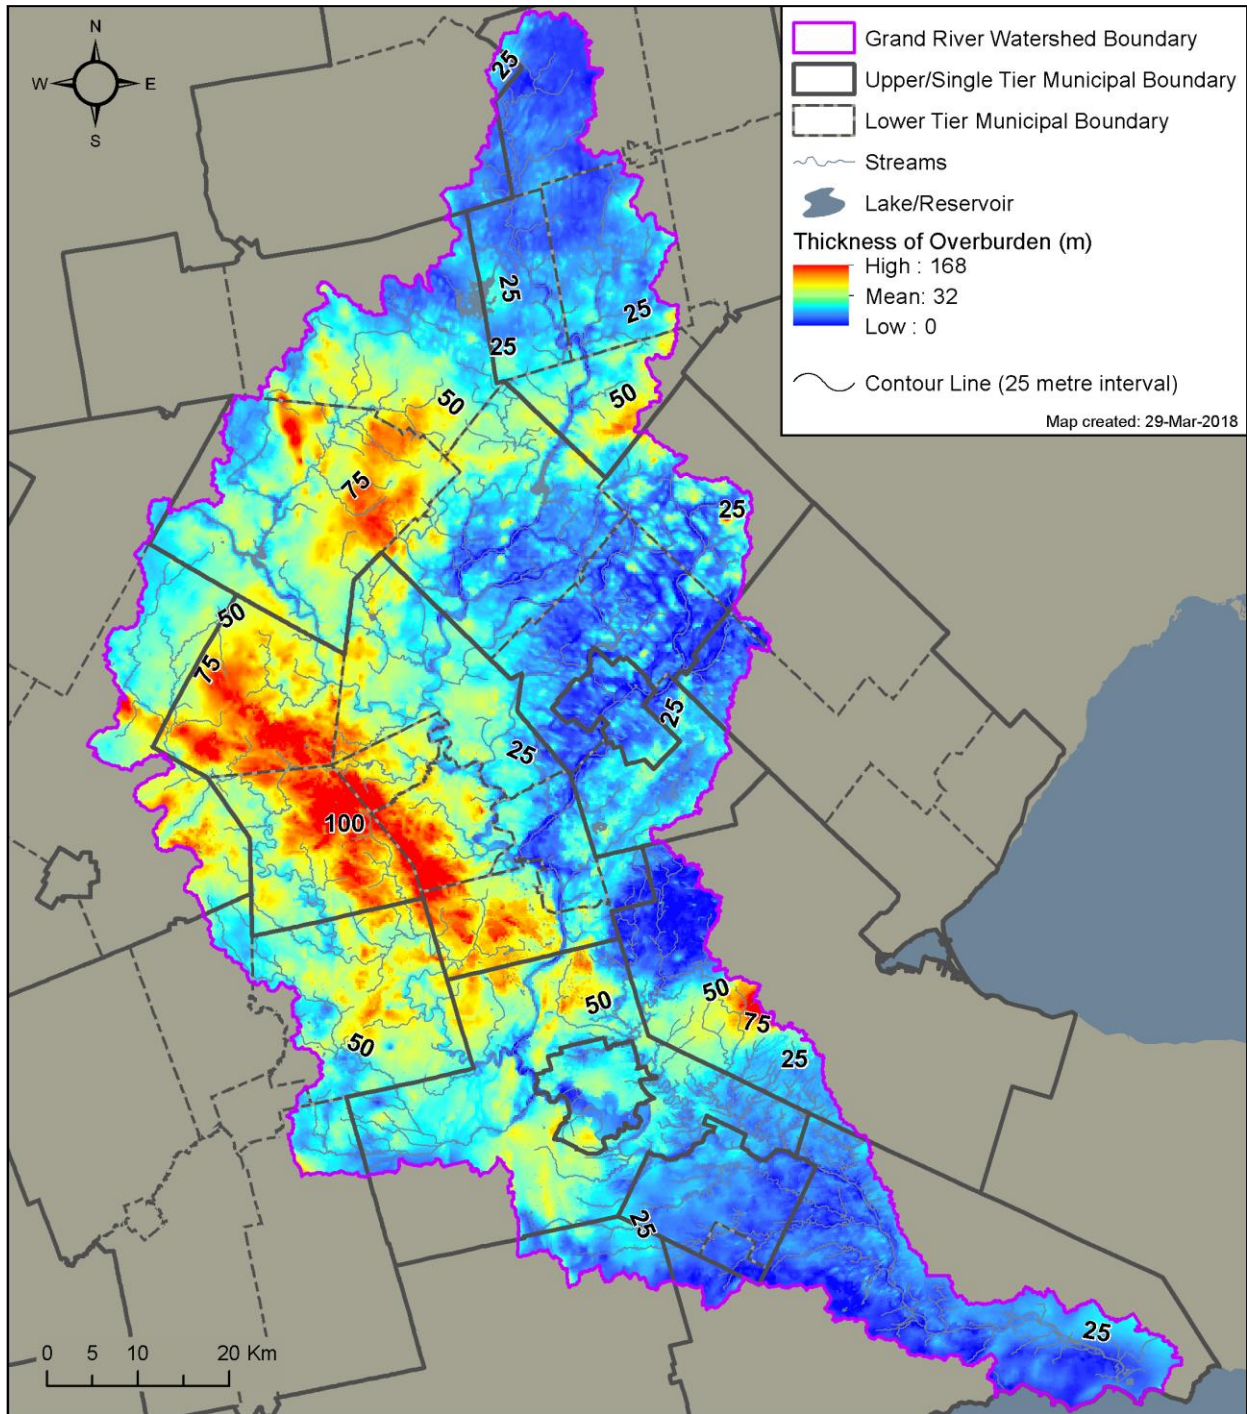 N
W E
S
Grand River Watershed Boundary
Upper/Single Tier Municipal Boundary
Lower Tier Municipal Boundary
Streams
Lake/Reservoir
Thickness of Overburden (m)
High : 168
Mean: 32
Low : 0
Contour Line (25 metre interval)
Map created: 29-Mar-2018
25
25
25
25
50
50
75
25
50
75
25
25
100
50
50
75
50
25
25
25
0 5 10 20 Km